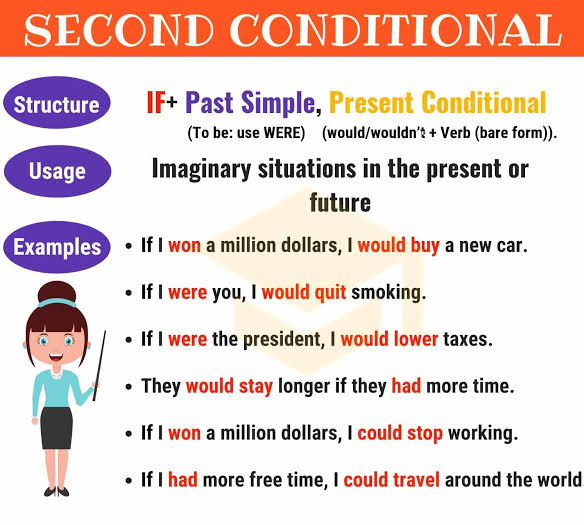 SECOND CONDITIONAL
Structure
IF+ Past Simple, Present Conditional
(To be: use WERE) (would/wouldn't + Verb (bare form)).
Usage
Imaginary situations in the present or
future
Examples
• If I won a million dollars, I would buy a new car.
• If I were you, I would quit smoking.
• If I were the president, I would lower taxes.
• They would stay longer if they had more time.
• If I won a million dollars, I could stop working.
• If I had more free time, I could travel around the world